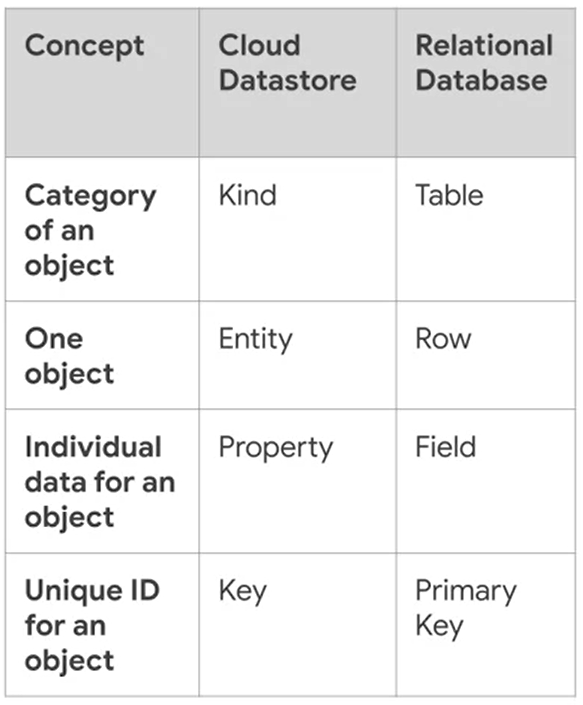 Concept
Cloud
Datastore
Relational
Database
Category
of an
object
Kind
Table
One
object
Entity
Row
Individual
data for an
object
Property
Field
Unique ID
for an
object
Key
Primary
Key